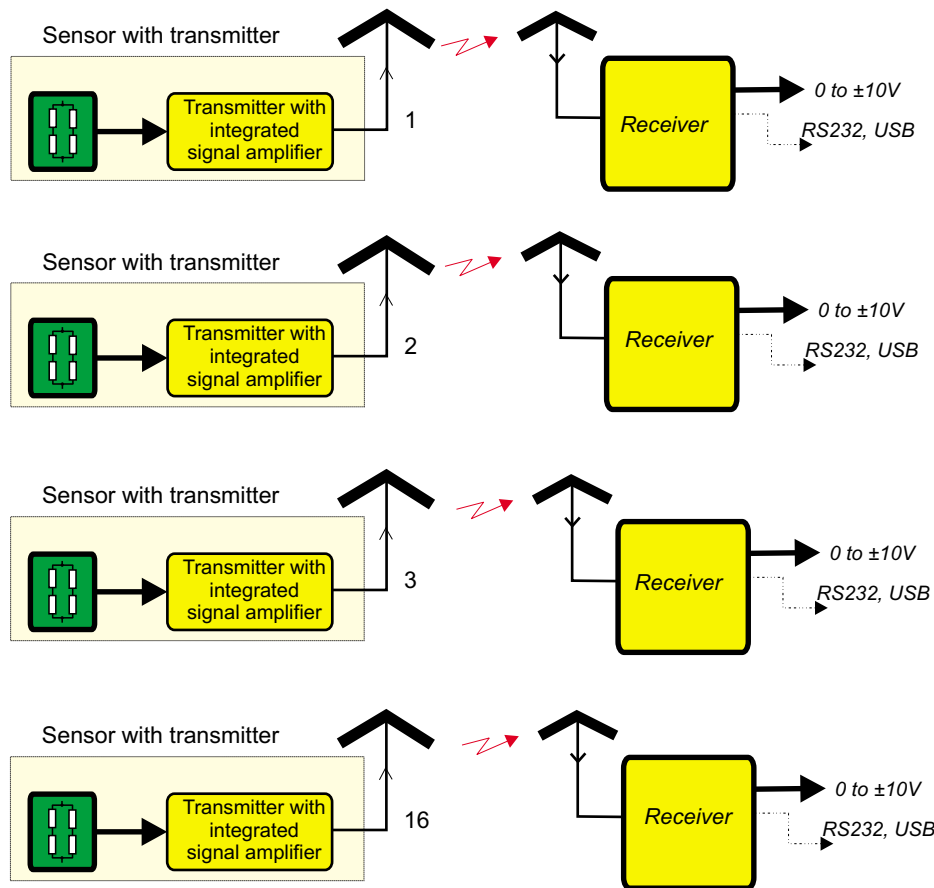 Sensor with transmitter
Transmitter with
integrated
signal amplifier
1
Receiver
0 to ±10V
RS232, USB
Sensor with transmitter
Transmitter with
integrated
signal amplifier
2
Receiver
0 to ±10V
RS232, USB
Sensor with transmitter
Transmitter with
integrated
signal amplifier
3
Receiver
0 to ±10V
RS232, USB
Sensor with transmitter
Transmitter with
integrated
signal amplifier
16
Receiver
0 to ±10V
RS232, USB